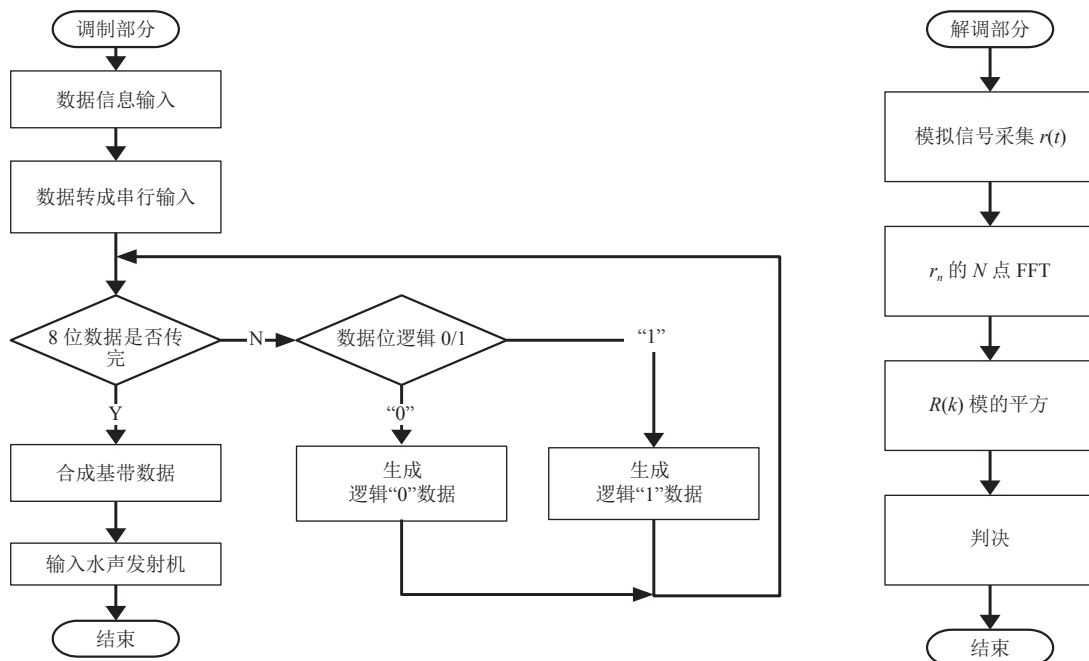 调制部分
数据信息输入
数据转成串行输入
8 位数据是否传
完
N
数据位逻辑 0/1
“1”
Y
“0”
合成基带数据
生成
逻辑“0”数据
生成
逻辑“1”数据
输入水声发射机
结束
解调部分
模拟信号采集 r(t)
rₙ 的 N 点 FFT
R(k) 模的平方
判决
结束